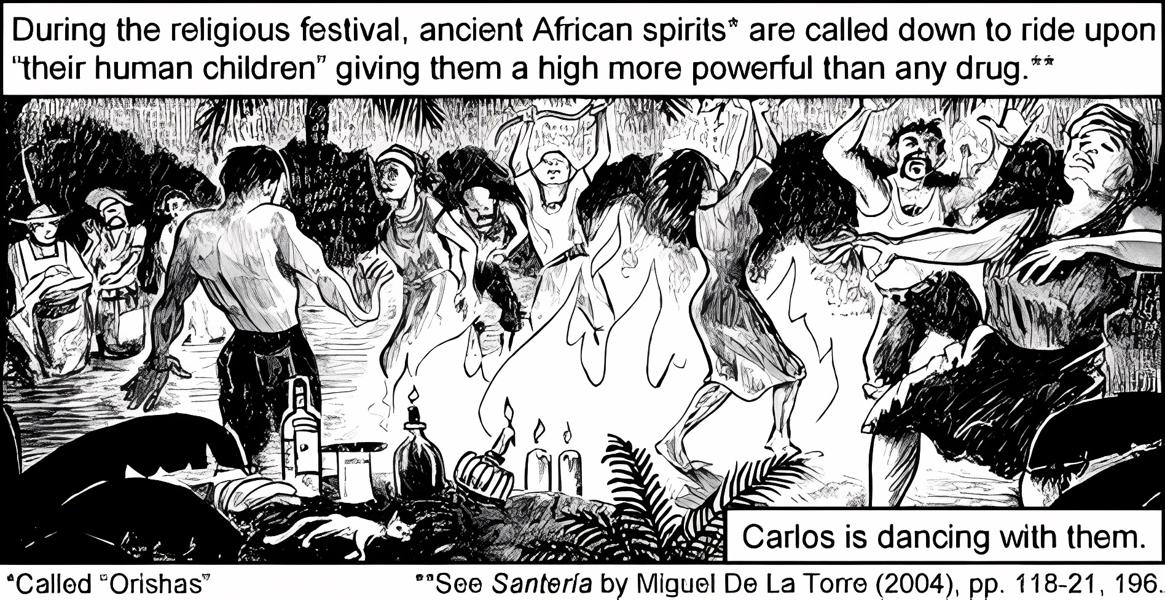 During the religious festival, ancient African spirits* are called down to ride upon
"their human children" giving them a high more powerful than any drug.**
Carlos is dancing with them.
*Called "Orishas"
**See Santería by Miguel De La Torre (2004), pp. 118-21, 196.